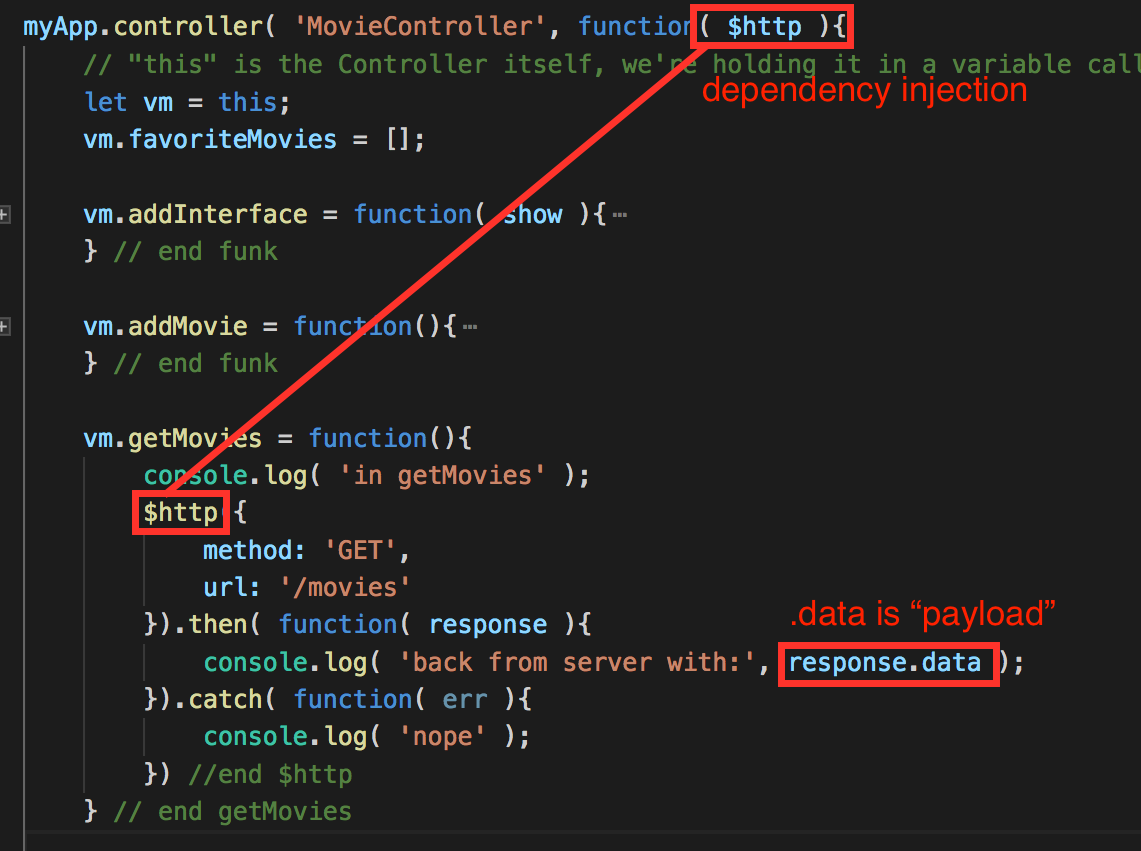 myApp.controller( 'MovieController', function( $http ){
// "this" is the Controller itself, we're holding it in a variable call
dependency injection
let vm = this;
vm.favoriteMovies = [];
vm.addInterface = function( show ){…
} // end funk
vm.addMovie = function(){…
} // end funk
vm.getMovies = function(){
console.log( 'in getMovies' );
$http({
method: 'GET',
url: '/movies'
}).then( function( response ){
.data is “payload”
console.log( 'back from server with:', response.data );
}).catch( function( err ){
console.log( 'nope' );
}) //end $http
} // end getMovies